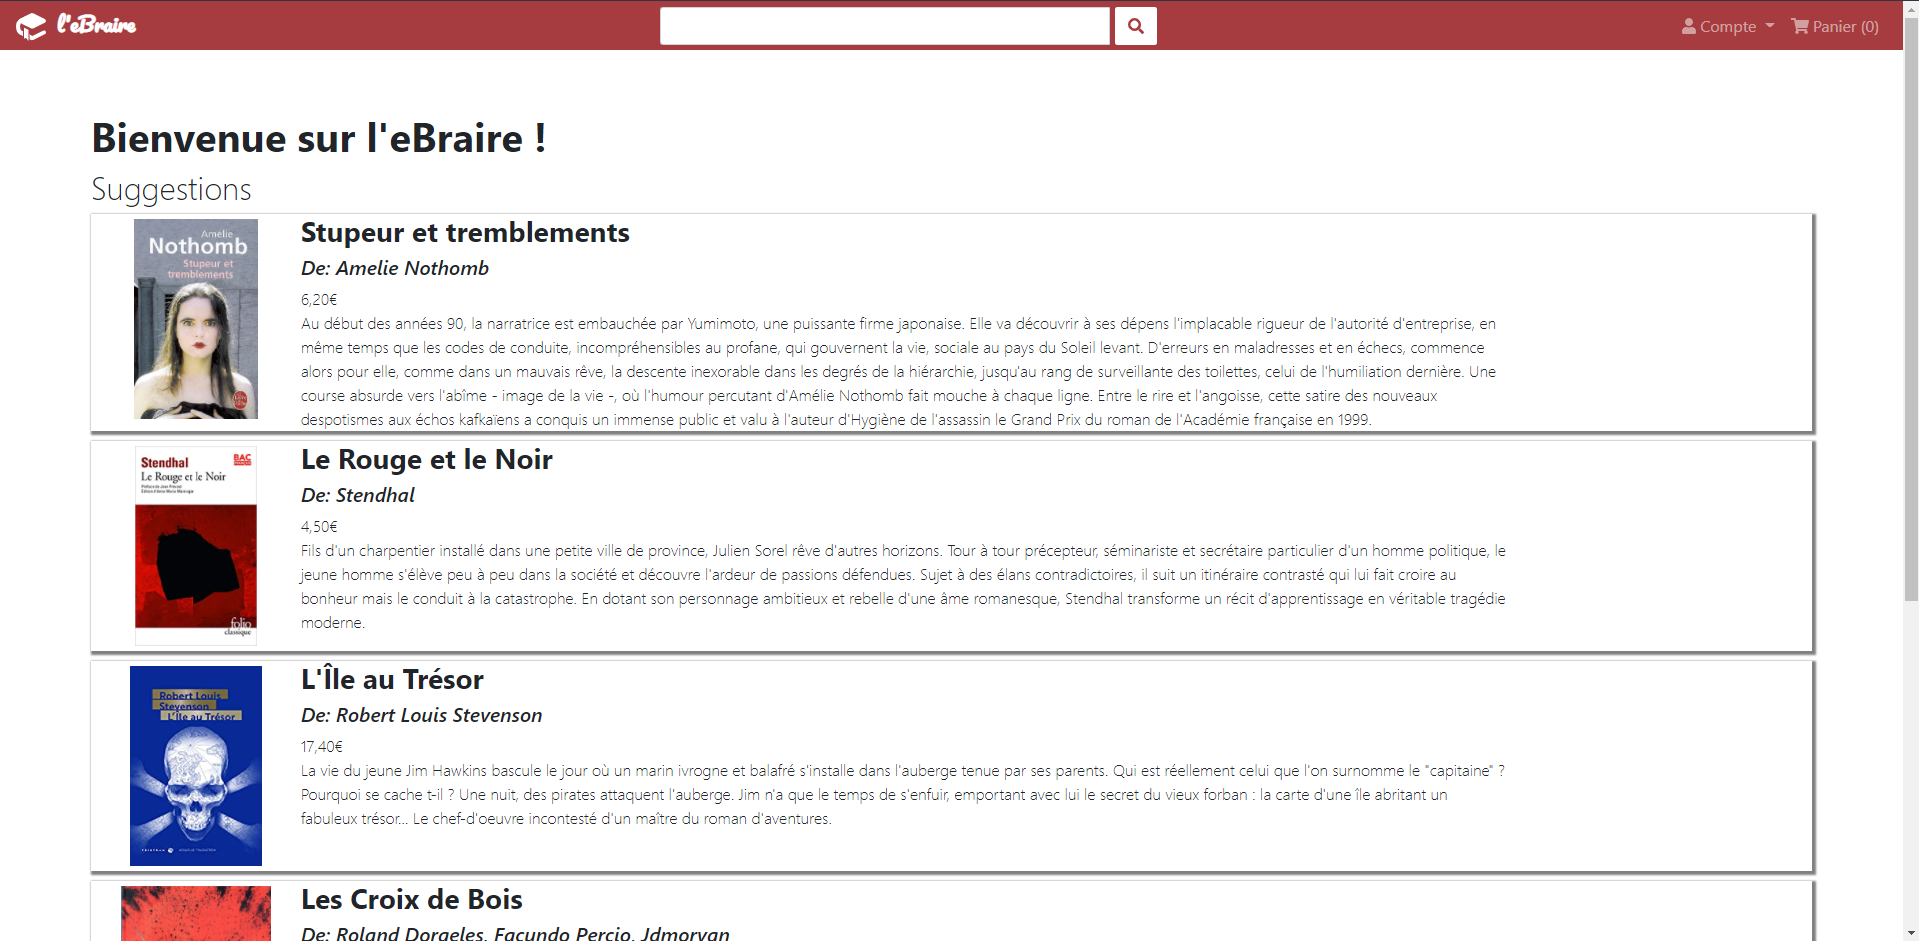 l'eBraire
Compte
Panier (0)
Bienvenue sur l'eBraire !
Suggestions
Amélie
Nothomb
Stupeur et
tremblements
Stupeur et tremblements
De: Amelie Nothomb
6,20€
Au début des années 90, la narratrice est embauchée par Yumimoto, une puissante firme japonaise. Elle va découvrir à ses dépens l'implacable rigueur de l'autorité d'entreprise, en
même temps que les codes de conduite, incompréhensibles au profane, qui gouvernent la vie, sociale au pays du Soleil levant. D'erreurs en maladresses et en échecs, commence
alors pour elle, comme dans un mauvais rêve, la descente inexorable dans les degrés de la hiérarchie, jusqu'au rang de surveillante des toilettes, celui de l'humiliation dernière. Une
course absurde vers l'abîme - image de la vie -, où l'humour percutant d'Amélie Nothomb fait mouche à chaque ligne. Entre le rire et l'angoisse, cette satire des nouveaux
despotismes aux échos kafkaïens a conquis un immense public et valu à l'auteur d'Hygiène de l'assassin le Grand Prix du roman de l'Académie française en 1999.
Stendhal
BAC
Le Rouge et le Noir
folio
classique
Le Rouge et le Noir
De: Stendhal
4,50€
Fils d'un charpentier installé dans une petite ville de province, Julien Sorel rêve d'autres horizons. Tour à tour précepteur, séminariste et secrétaire particulier d'un homme politique, le
jeune homme s'élève peu à peu dans la société et découvre l'ardeur de passions défendues. Sujet à des élans contradictoires, il suit un itinéraire contrasté qui lui fait croire au
bonheur mais le conduit à la catastrophe. En dotant son personnage ambitieux et rebelle d'une âme romanesque, Stendhal transforme un récit d'apprentissage en véritable tragédie
moderne.
Robert Louis
Stevenson
L'Île au Trésor
L'Île au Trésor
De: Robert Louis Stevenson
17,40€
La vie du jeune Jim Hawkins bascule le jour où un marin ivrogne et balafré s'installe dans l'auberge tenue par ses parents. Qui est réellement celui que l'on surnomme le "capitaine" ?
Pourquoi se cache t-il ? Une nuit, des pirates attaquent l'auberge. Jim n'a que le temps de s'enfuir, emportant avec lui le secret du vieux forban : la carte d'une île abritant un
fabuleux trésor... Le chef-d'oeuvre incontesté d'un maître du roman d'aventures.
Les Croix de Bois
De: Roland Dorgeles, Facundo Percio, Jdmorvan